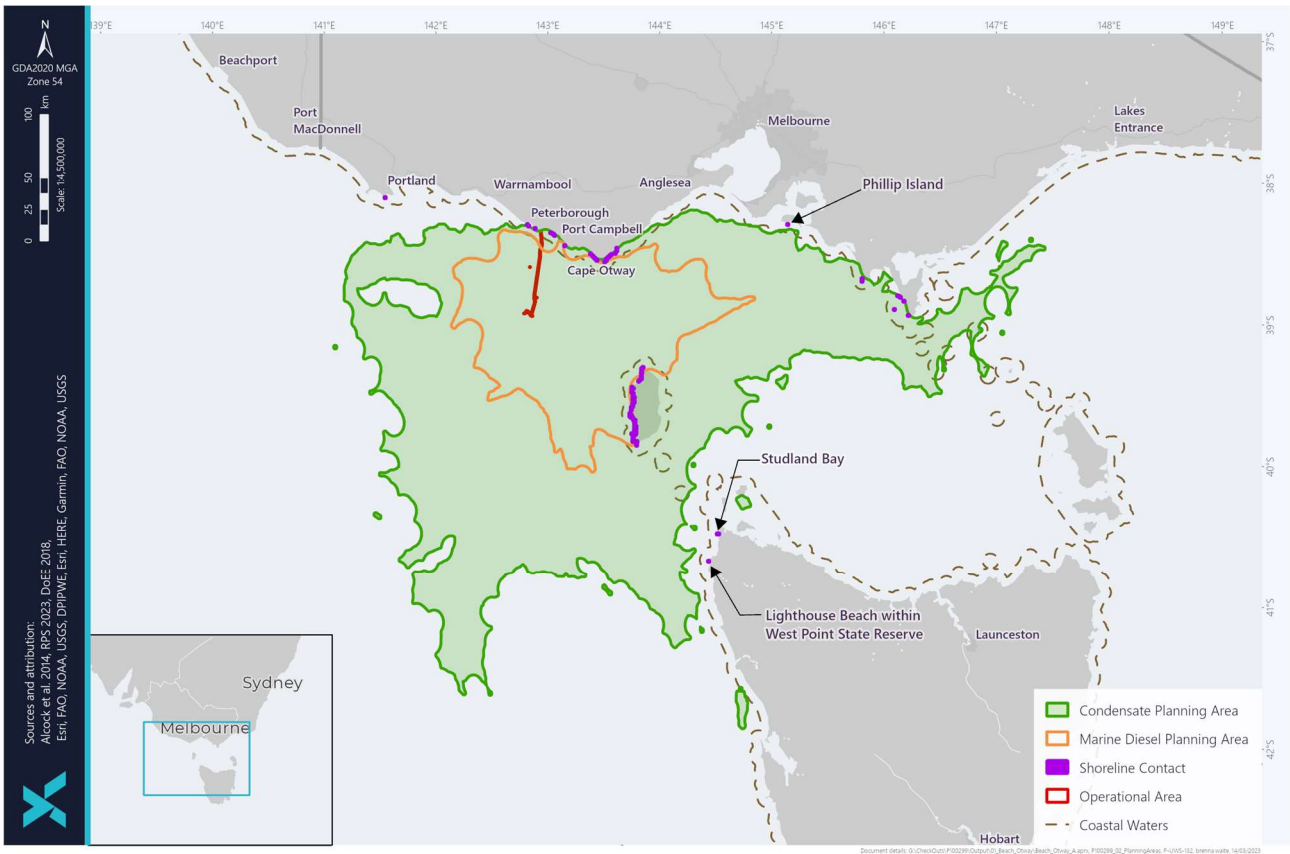 N
GDA2020 MGA
Zone 54
0 25 50 100
km
Scale: 1:4,500,000
Sources and attribution:
Alcock et al. 2014, RPS 2023, DoEE 2018,
Esri, FAO, NOAA, USGS, DPIPWE, Esri, HERE, Garmin, FAO, NOAA, USGS
139°E 140°E 141°E 142°E 143°E 144°E 145°E 146°E 147°E 148°E 149°E
37°S
38°S
39°S
40°S
41°S
42°S
Beachport
Port
MacDonnell
Portland
Warrnambool
Peterborough
Port Campbell
Cape Otway
Anglesea
Melbourne
Phillip Island
Lakes
Entrance
Studland Bay
Lighthouse Beach within
West Point State Reserve
Launceston
Hobart
Sydney
Melbourne
Condensate Planning Area
Marine Diesel Planning Area
Shoreline Contact
Operational Area
Coastal Waters